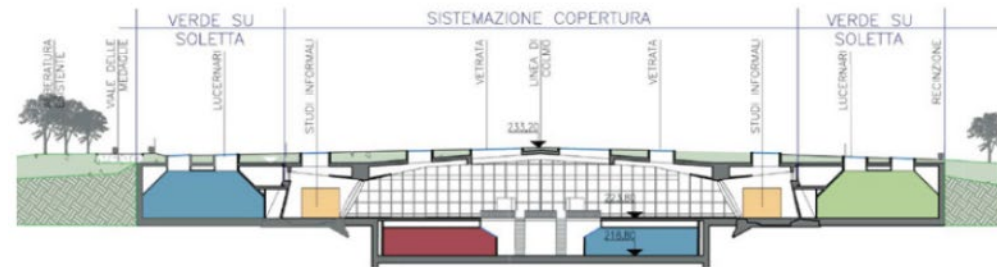 VERDE SU
SOLETTA
SISTEMAZIONE COPERTURA
VERDE SU
SOLETTA
VIALE DELLE
MEDAGLIE
LUCERNARI
STUDI INFORMALI
VETRATA
LINEA DI
COLMO
VETRATA
STUDI INFORMALI
LUCERNARI
RECINZIONE
233,20
216,80